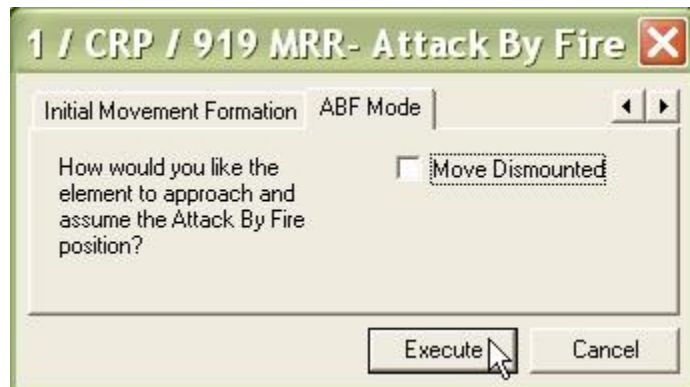 1 / CRP / 919 MRR- Attack By Fire
Initial Movement Formation
ABF Mode
How would you like the
element to approach and
assume the Attack By Fire
position?
Move Dismounted
Execute
Cancel